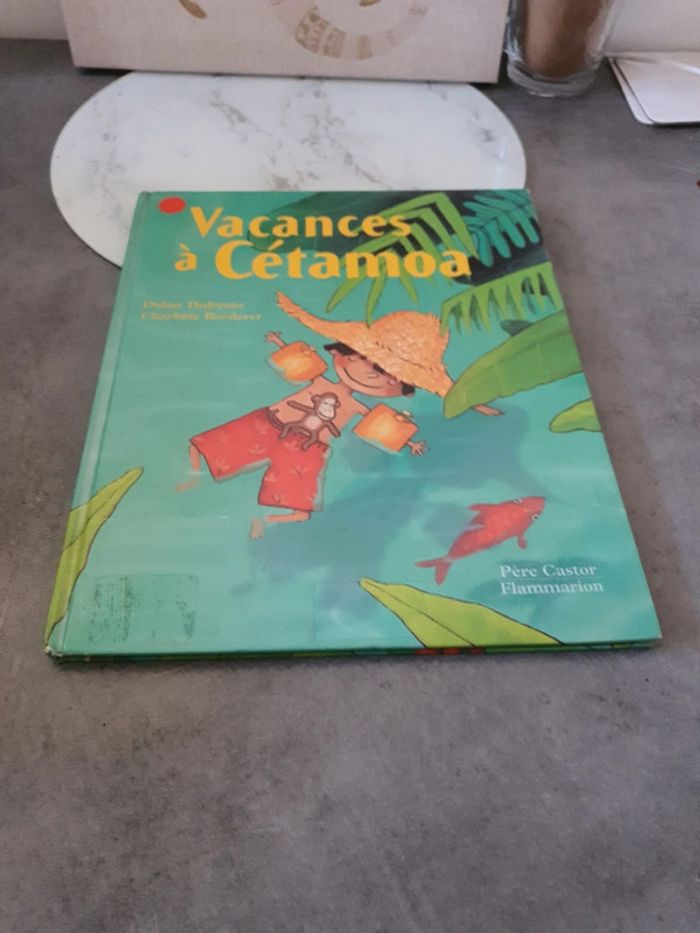 Vacances
à Cétamoa
Didier Dufresne
Charlotte Roederer
Père Castor
Flammarion